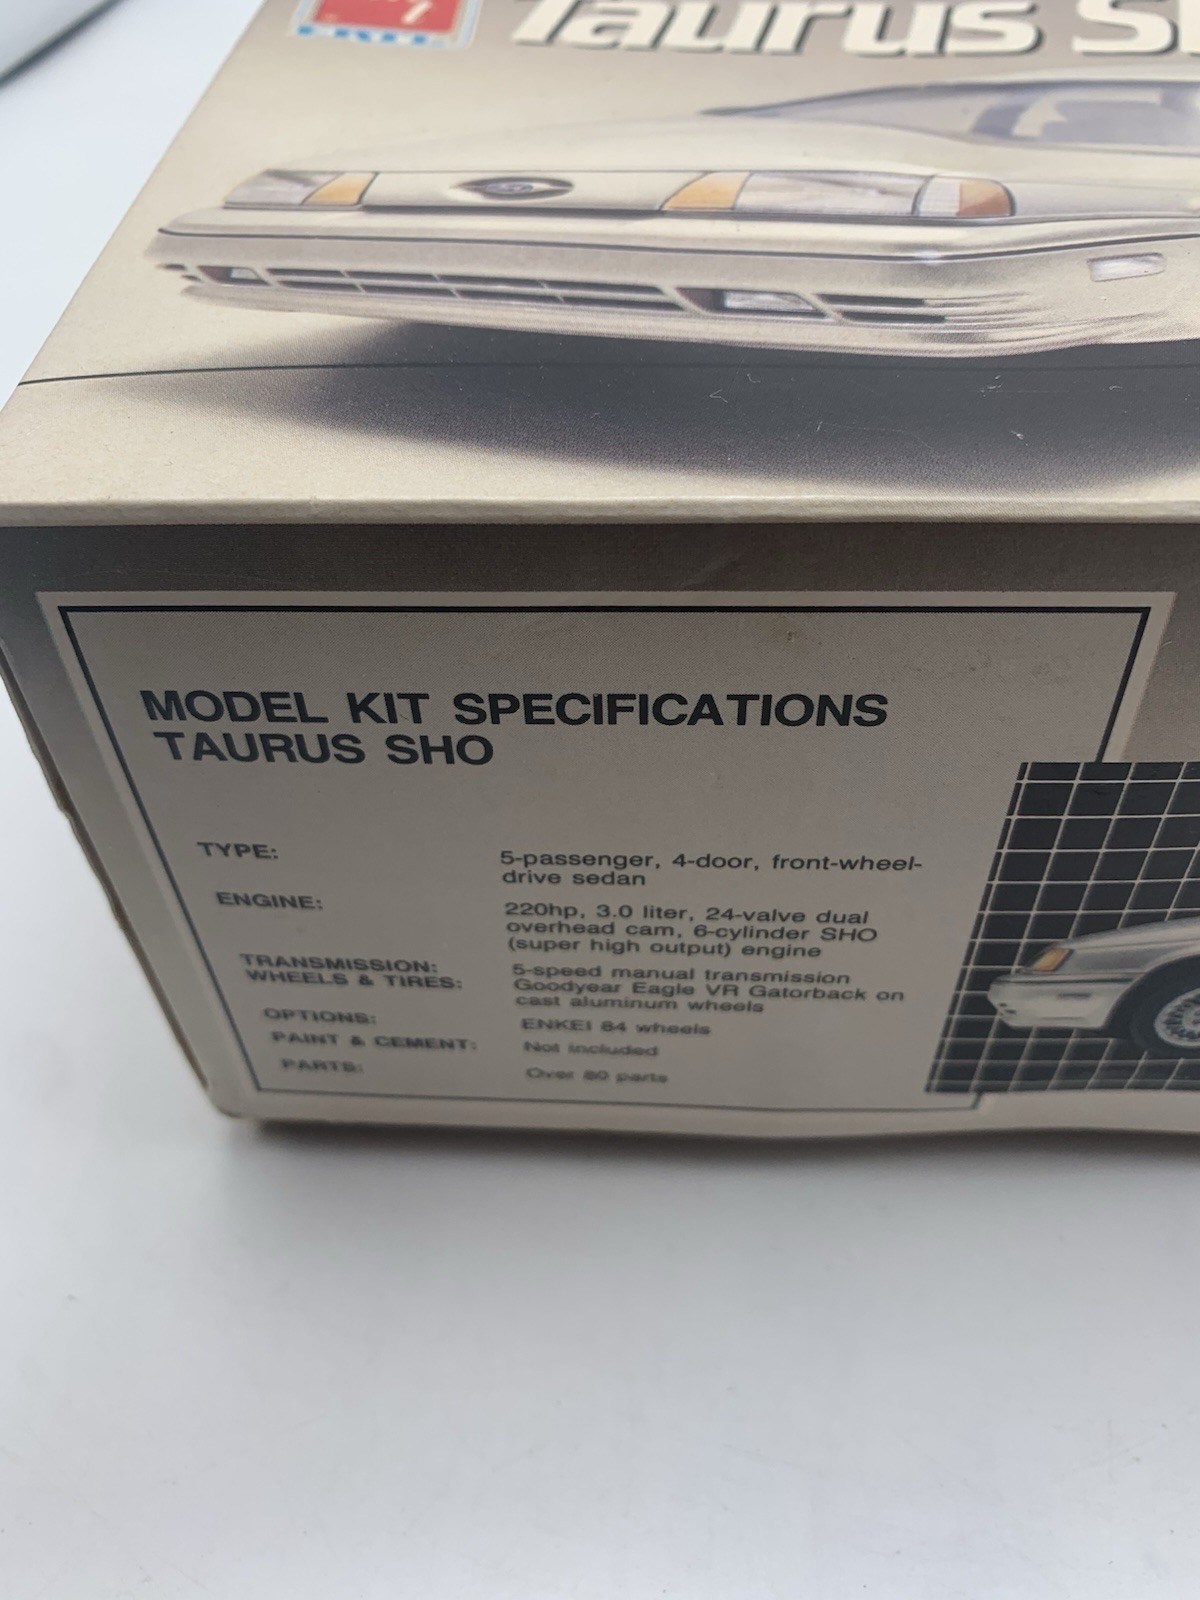 Taurus
ERTL
MODEL KIT SPECIFICATIONS
TAURUS SHO
TYPE:
5-passenger, 4-door, front-wheel-
drive sedan
ENGINE:
220hp, 3.0 liter, 24-valve dual
overhead cam, 6-cylinder SHO
(super high output) engine
TRANSMISSION:
5-speed manual transmission
WHEELS & TIRES:
Goodyear Eagle VR Gatorback on
cast aluminum wheels
OPTIONS:
ENKEI 84 wheels
PAINT & CEMENT:
Not included
PARTS:
Over 80 parts